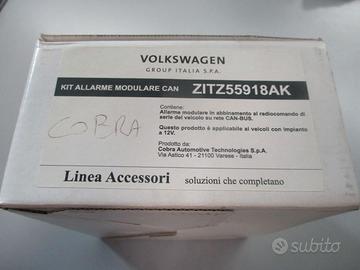 VOLKSWAGEN
GROUP ITALIA S.P.A.
KIT ALLARME MODULARE CAN ZITZ55918AK
Contiene:
Allarme modulare in abbinamento al radiocomando di
serie del veicolo su rete CAN-BUS.
Questo prodotto è applicabile ai veicoli con impianto
a 12V.
COBRA
Prodotto da:
Cobra Automotive Technologies S.p.A.
Via Astico 41 - 21100 Varese - Italia
Linea Accessori soluzioni che completano
subito